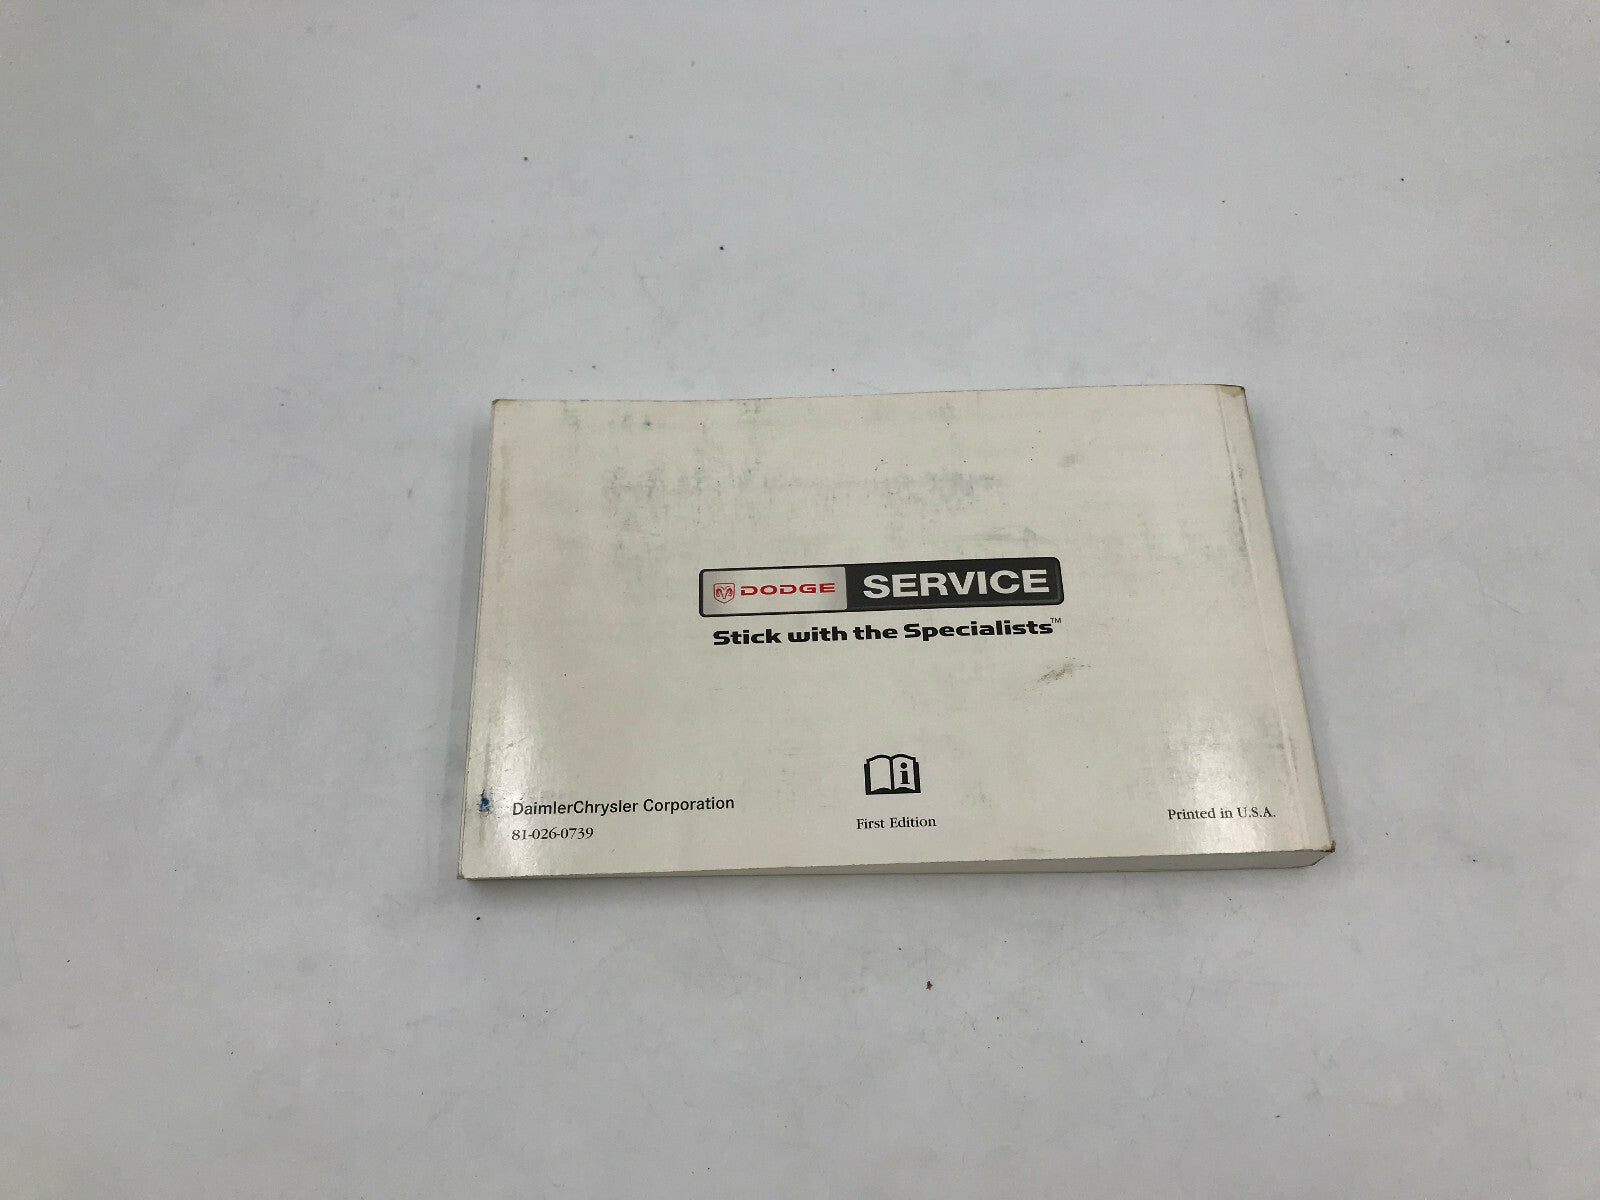 DODGE SERVICE
Stick with the Specialists™
DaimlerChrysler Corporation
81-026-0739
First Edition
Printed in U.S.A.